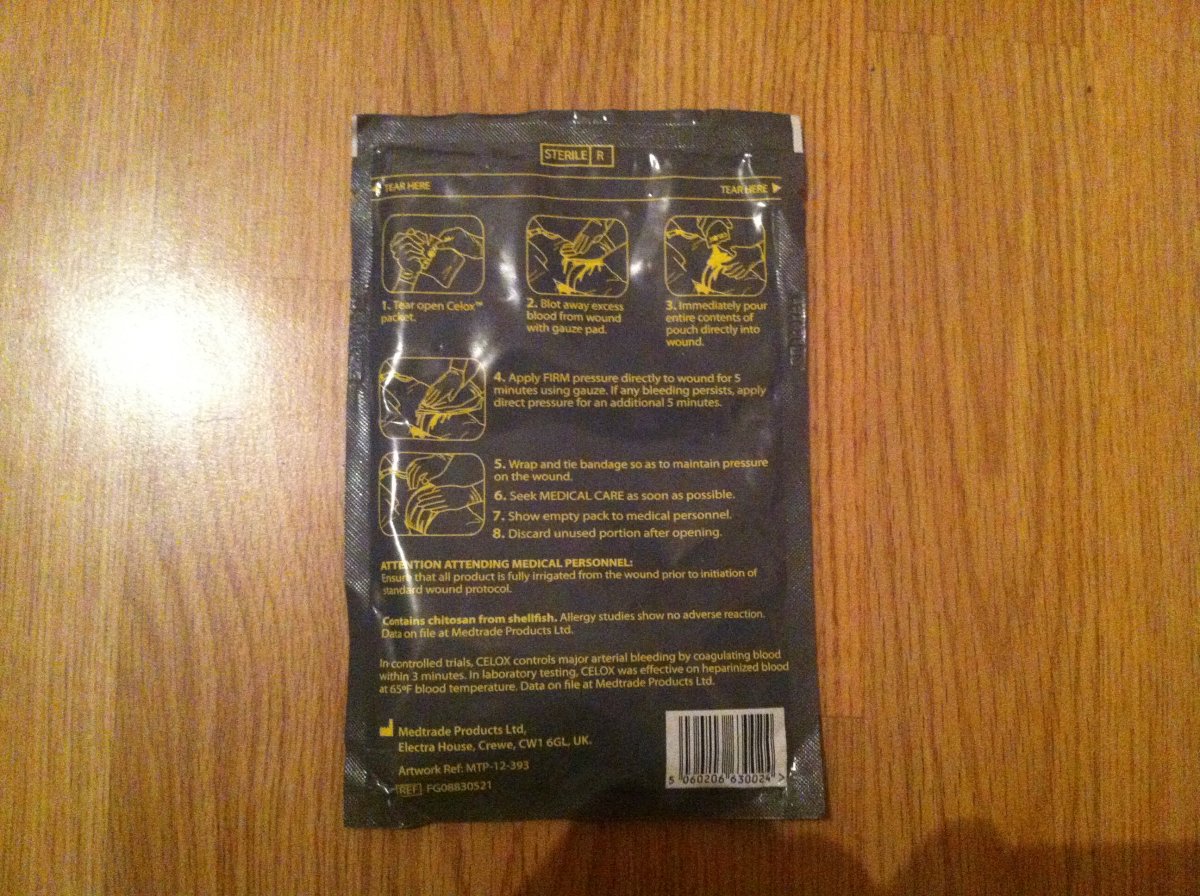 STERILE R
TEAR HERE
TEAR HERE
1. Tear open Celox™
packet.
2. Blot away excess
blood from wound
with gauze pad.
3. Immediately pour
entire contents of
pouch directly into
wound.
4. Apply FIRM pressure directly to wound for 5
minutes using gauze. If any bleeding persists, apply
direct pressure for an additional 5 minutes.
5. Wrap and tie bandage so as to maintain pressure
on the wound.
6. Seek MEDICAL CARE as soon as possible.
7. Show empty pack to medical personnel.
8. Discard unused portion after opening.
ATTENTION ATTENDING MEDICAL PERSONNEL:
Ensure that all product is fully irrigated from the wound prior to initiation of
standard wound protocol.
Contains chitosan from shellfish. Allergy studies show no adverse reaction.
Data on file at Medtrade Products Ltd.
In controlled trials, CELOX controls major arterial bleeding by coagulating blood
within 3 minutes. In laboratory testing, CELOX was effective on heparinized blood
at 65ºF blood temperature. Data on file at Medtrade Products Ltd.
Medtrade Products Ltd,
Electra House, Crewe, CW1 6GL, UK.
Artwork Ref: MTP-12-393
REF FG08830521
5 060206 630024 >